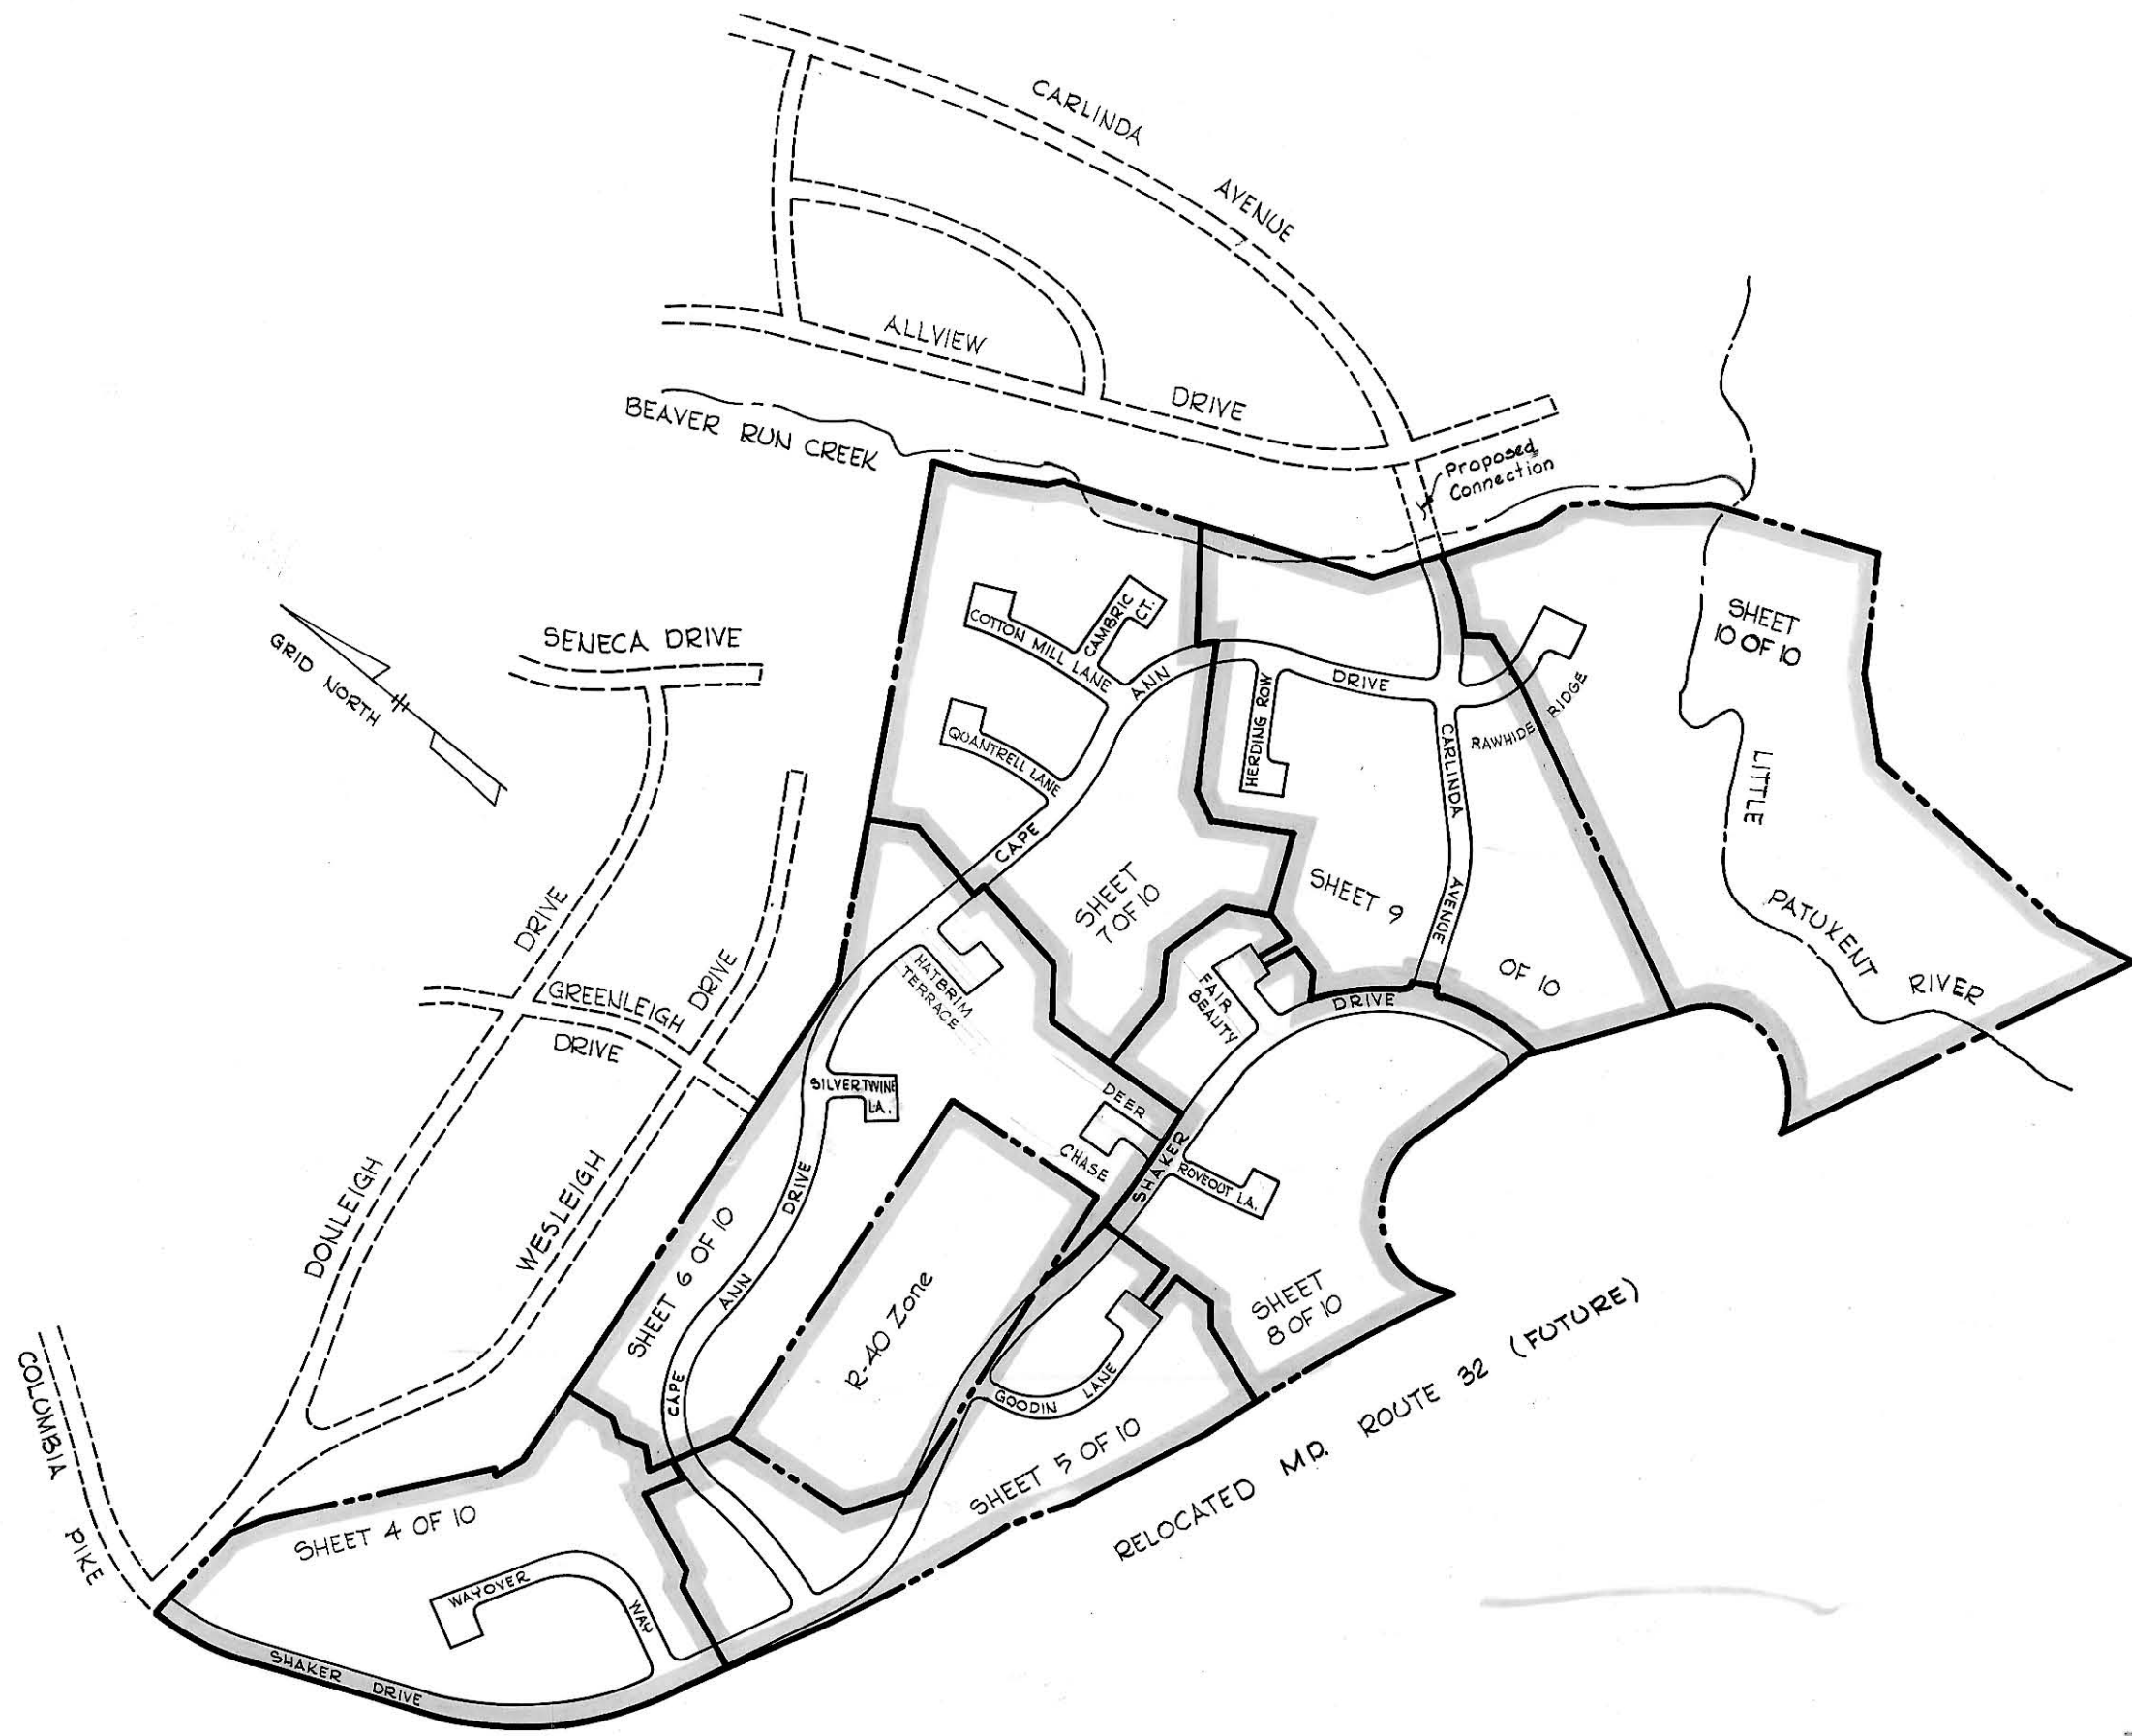 CARLINDA
AVENUE
ALLVIEW
DRIVE
BEAVER RUN CREEK
Proposed
Connection
SENECA DRIVE
GRID NORTH
COTTON MILL LANE
CAMBRIC
CT.
QUANTRELL LANE
CAPE
ANN
DRIVE
HERDING ROW
RAWHIDE RIDGE
CARLINDA
AVENUE
SHEET
10 OF 10
LITTLE
PATUXENT
RIVER
SHEET
7 OF 10
SHEET 9
OF 10
DRIVE
GREENLEIGH
DRIVE
DRIVE
HATBRIM
TERRACE
FAIR
BEAUTY
DRIVE
SILVERTWINE
LA.
DEER
CHASE
SHAKER
ROVEOUT LA.
DONLEIGH
WESLEIGH
SHEET 6 OF 10
DRIVE
ANN
CAPE
R-40 Zone
SHEET
8 OF 10
GOODIN
LANE
SHEET 5 OF 10
RELOCATED MD. ROUTE 32 (FUTURE)
COLUMBIA
PIKE
SHEET 4 OF 10
WAYOVER
WAY
SHAKER
DRIVE